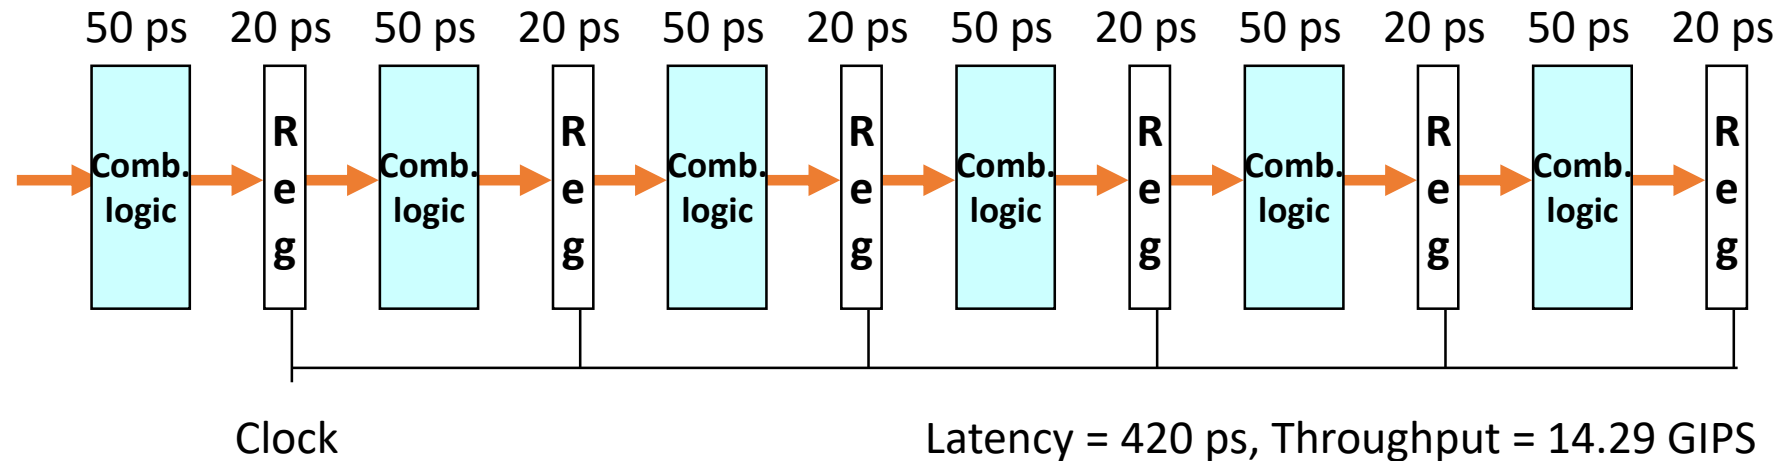 50 ps 20 ps 50 ps 20 ps 50 ps 20 ps 50 ps 20 ps 50 ps 20 ps 50 ps 20 ps
Comb.
logic
R
e
g
Comb.
logic
R
e
g
Comb.
logic
R
e
g
Comb.
logic
R
e
g
Comb.
logic
R
e
g
Comb.
logic
R
e
g
Clock
Latency = 420 ps, Throughput = 14.29 GIPS